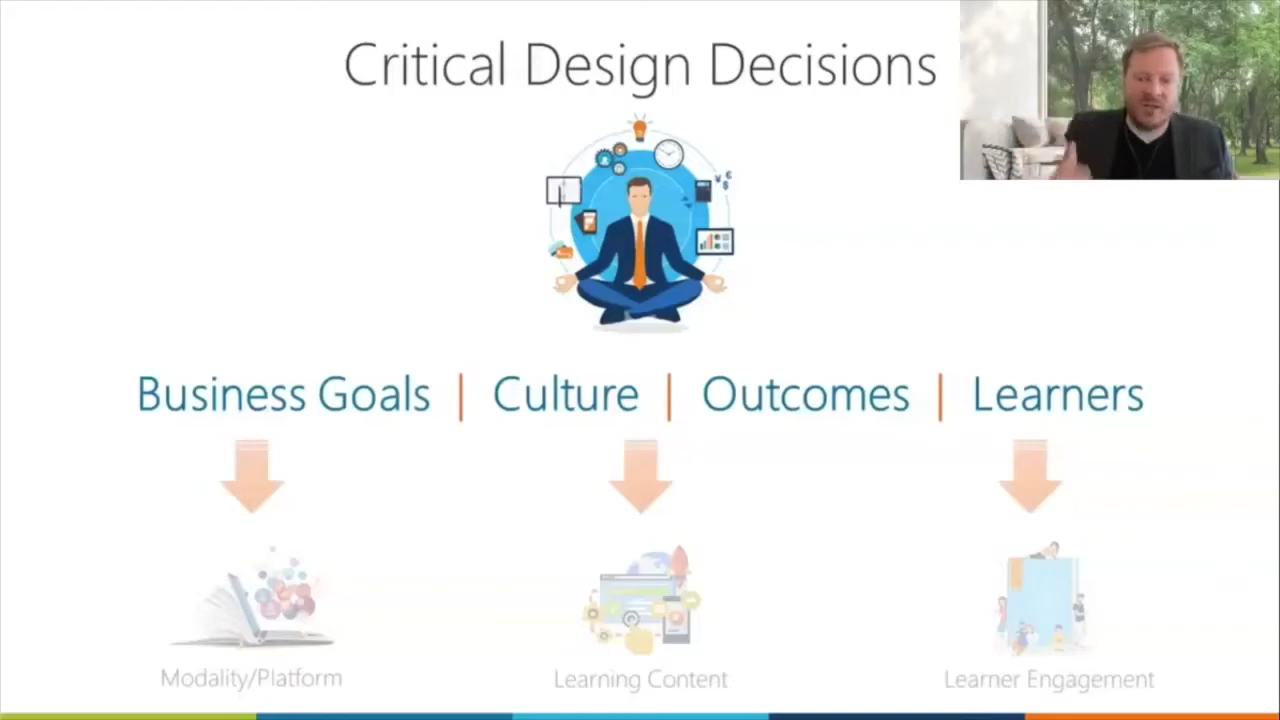 Critical Design Decisions
Business Goals | Culture | Outcomes | Learners
Modality/Platform
Learning Content
Learner Engagement